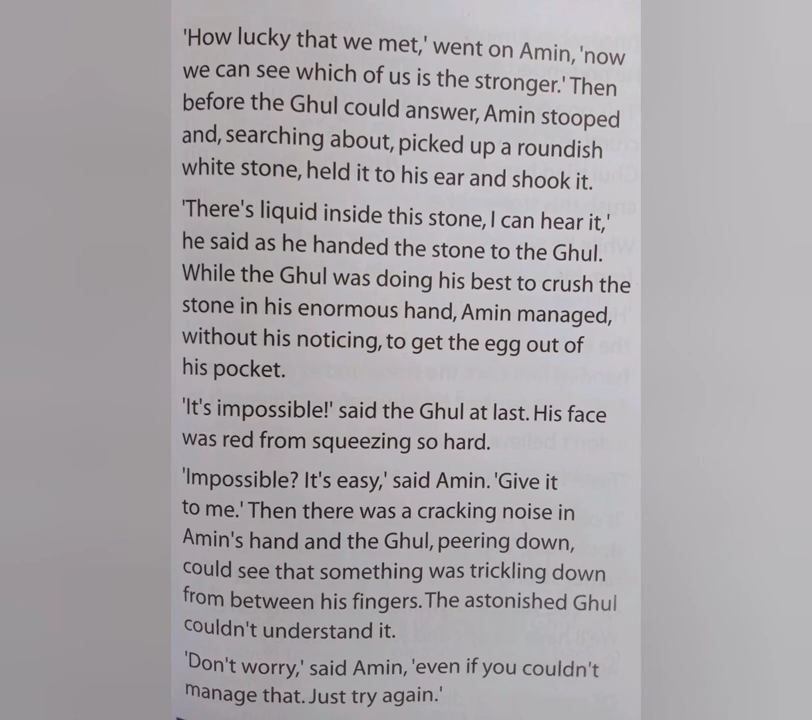 'How lucky that we met,' went on Amin, 'now
we can see which of us is the stronger.' Then
before the Ghul could answer, Amin stooped
and, searching about, picked up a roundish
white stone, held it to his ear and shook it.
'There's liquid inside this stone, I can hear it,'
he said as he handed the stone to the Ghul.
While the Ghul was doing his best to crush the
stone in his enormous hand, Amin managed,
without his noticing, to get the egg out of
his pocket.
'It's impossible!' said the Ghul at last. His face
was red from squeezing so hard.
'Impossible? It's easy,' said Amin. 'Give it
to me.' Then there was a cracking noise in
Amin's hand and the Ghul, peering down,
could see that something was trickling down
from between his fingers. The astonished Ghul
couldn't understand it.
'Don't worry,' said Amin, 'even if you couldn't
manage that. Just try again.'